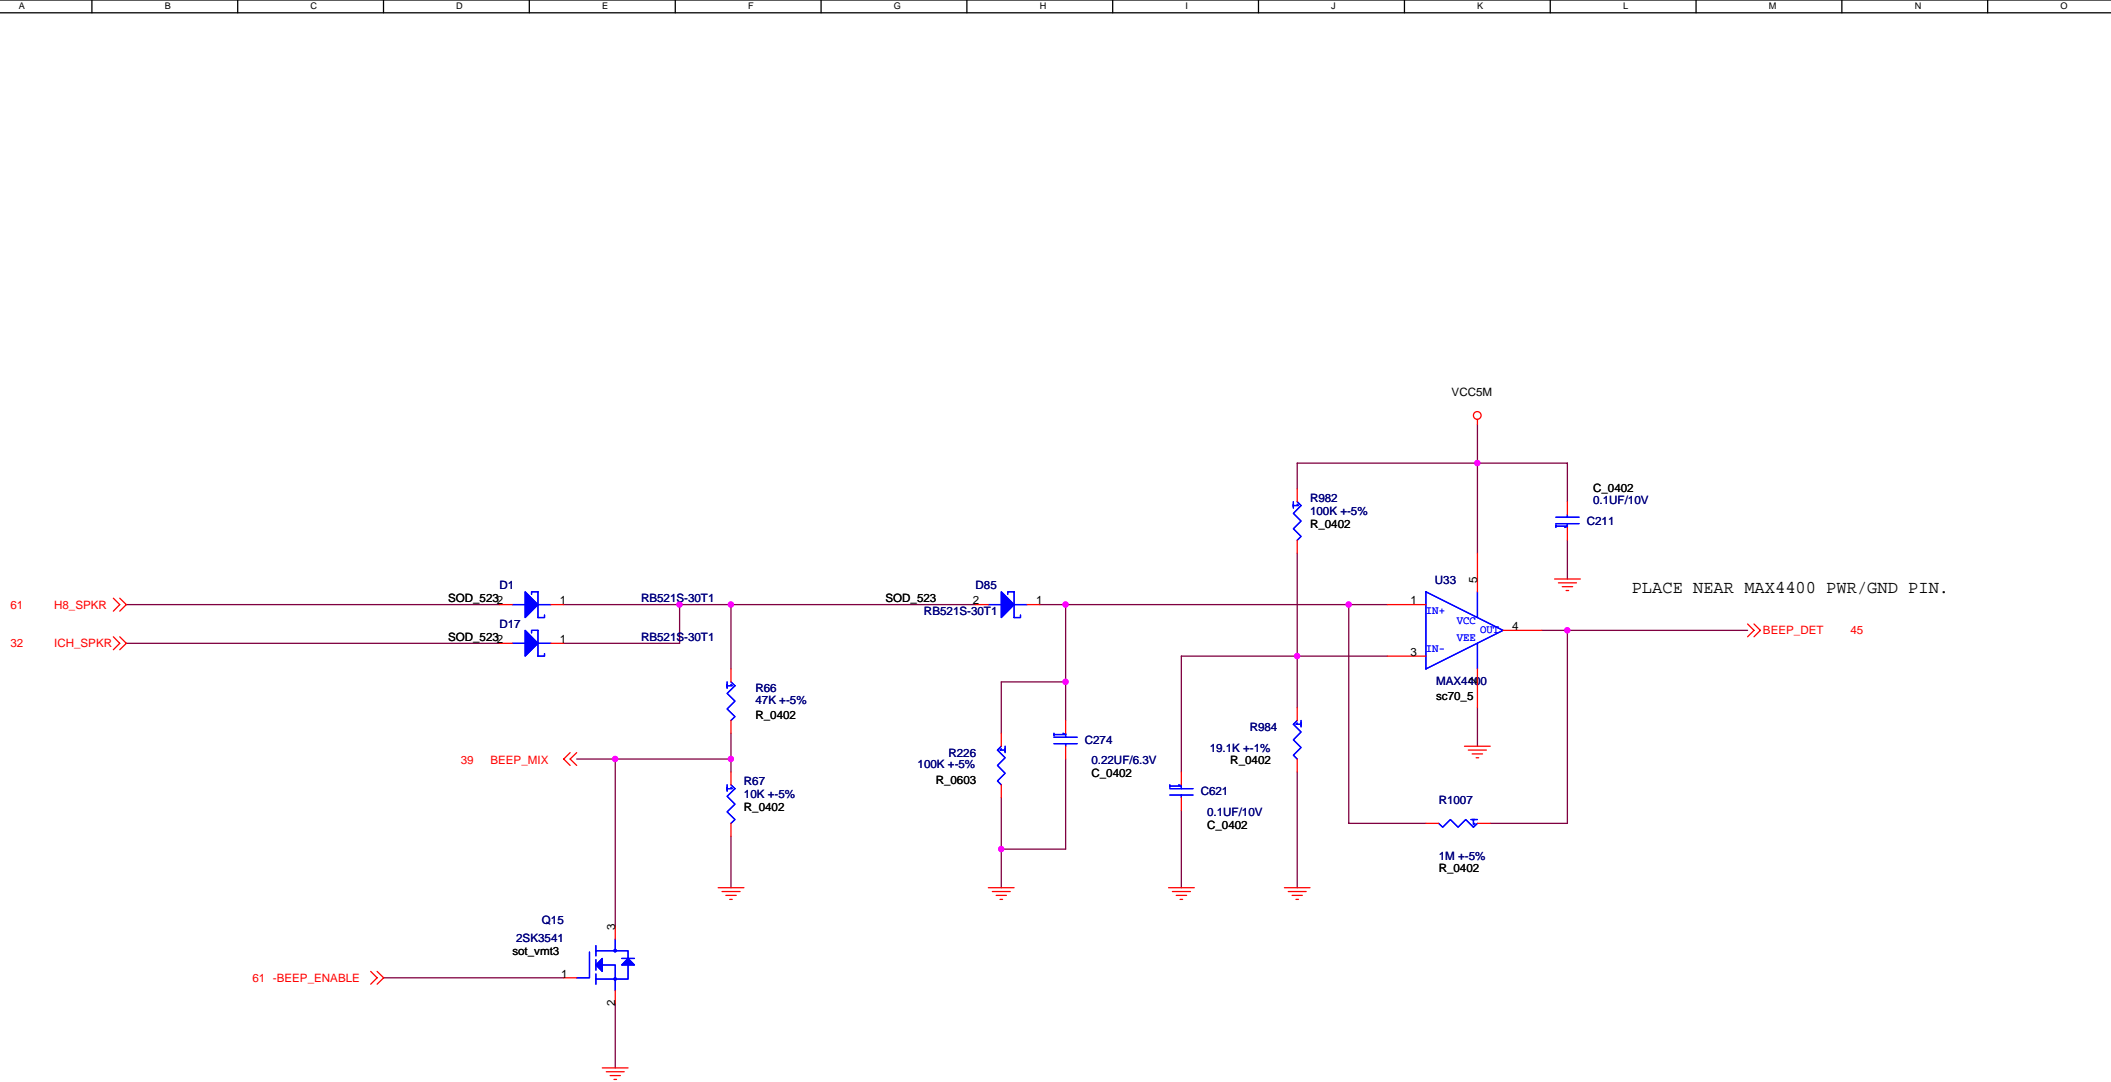 A B C D E F G H I J K L M N O
VCC5M
R982
100K +-5%
R_0402
C_0402
0.1UF/10V
C211
PLACE NEAR MAX4400 PWR/GND PIN.
61 H8_SPKR
SOD_523
2
D1
1
RB521S-30T1
SOD_523
2
D85
1
RB521S-30T1
32 ICH_SPKR
SOD_523
2
D17
1
RB521S-30T1
U33
5
1
IN+
VCC
OUT
4
VEE
3
IN-
MAX4400
sc70_5
BEEP_DET 45
R66
47K +-5%
R_0402
39 BEEP_MIX
R67
10K +-5%
R_0402
R226
100K +-5%
R_0603
C274
0.22UF/6.3V
C_0402
R984
19.1K +-1%
R_0402
C621
0.1UF/10V
C_0402
R1007
1M +-5%
R_0402
Q15
2SK3541
sot_vmt3
3
1
2
61 -BEEP_ENABLE